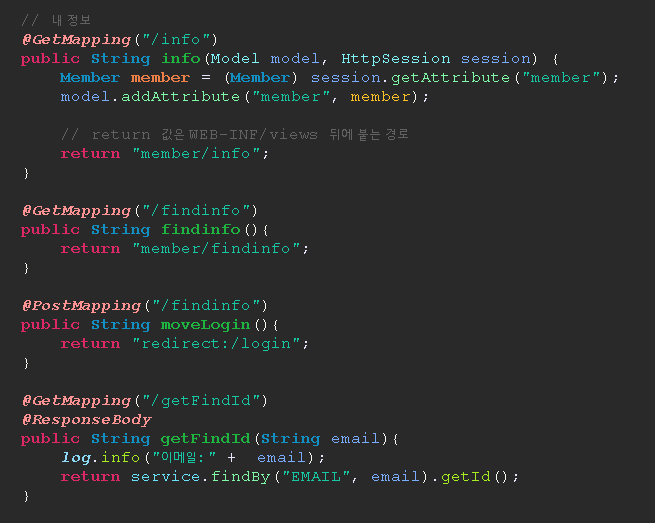 // 내 정보
@GetMapping("/info")
public String info(Model model, HttpSession session) {
    Member member = (Member) session.getAttribute("member");
    model.addAttribute("member", member);

    // return 값은 WEB-INF/views 뒤에 붙는 경로
    return "member/info";
}

@GetMapping("/findinfo")
public String findinfo(){
    return "member/findinfo";
}

@PostMapping("/findinfo")
public String moveLogin(){
    return "redirect:/login";
}

@GetMapping("/getFindId")
@ResponseBody
public String getFindId(String email){
    log.info("이메일: " +  email);
    return service.findBy("EMAIL", email).getId();
}